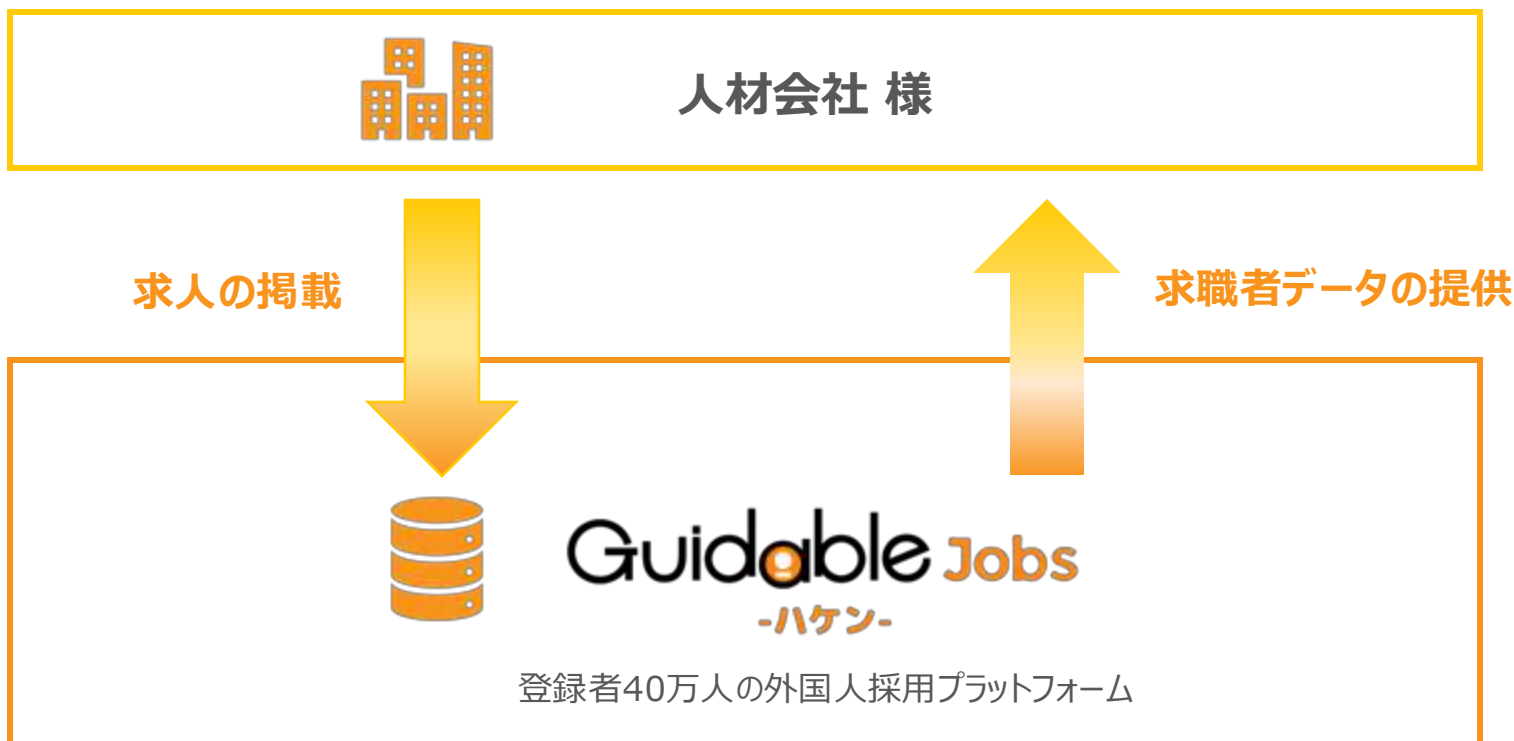 人材会社 様
求人の掲載
求職者データの提供
Guidable Jobs
-ハケン-
登録者40万人の外国人採用プラットフォーム